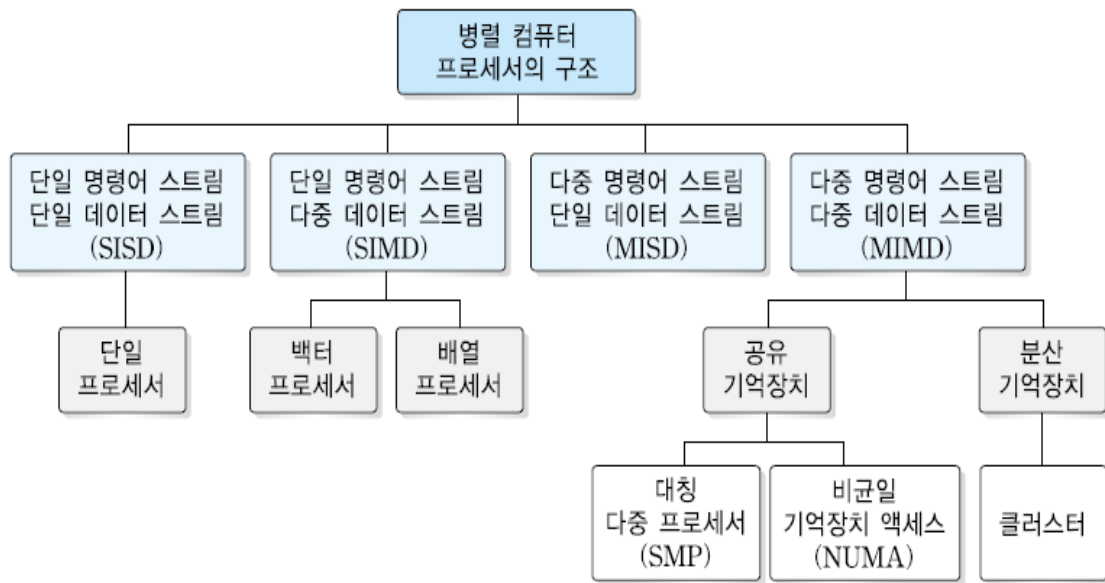 병렬 컴퓨터
프로세서의 구조
단일 명령어 스트림
단일 데이터 스트림
(SISD)
단일 명령어 스트림
다중 데이터 스트림
(SIMD)
다중 명령어 스트림
단일 데이터 스트림
(MISD)
다중 명령어 스트림
다중 데이터 스트림
(MIMD)
단일
프로세서
백터
프로세서
배열
프로세서
공유
기억장치
분산
기억장치
대칭
다중 프로세서
(SMP)
비균일
기억장치 액세스
(NUMA)
클러스터